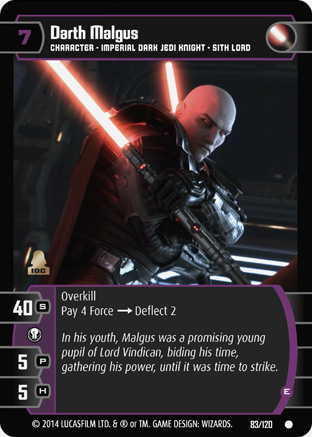 7
Darth Malgus
CHARACTER - IMPERIAL DARK JEDI KNIGHT - SITH LORD
IDC
40 S
Overkill
Pay 4 Force → Deflect 2
In his youth, Malgus was a promising young
pupil of Lord Vindican, biding his time,
gathering his power, until it was time to strike.
5 P
5 H
E
© 2014 LUCASFILM LTD. & ® or TM. GAME DESIGN: WIZARDS.
83/120